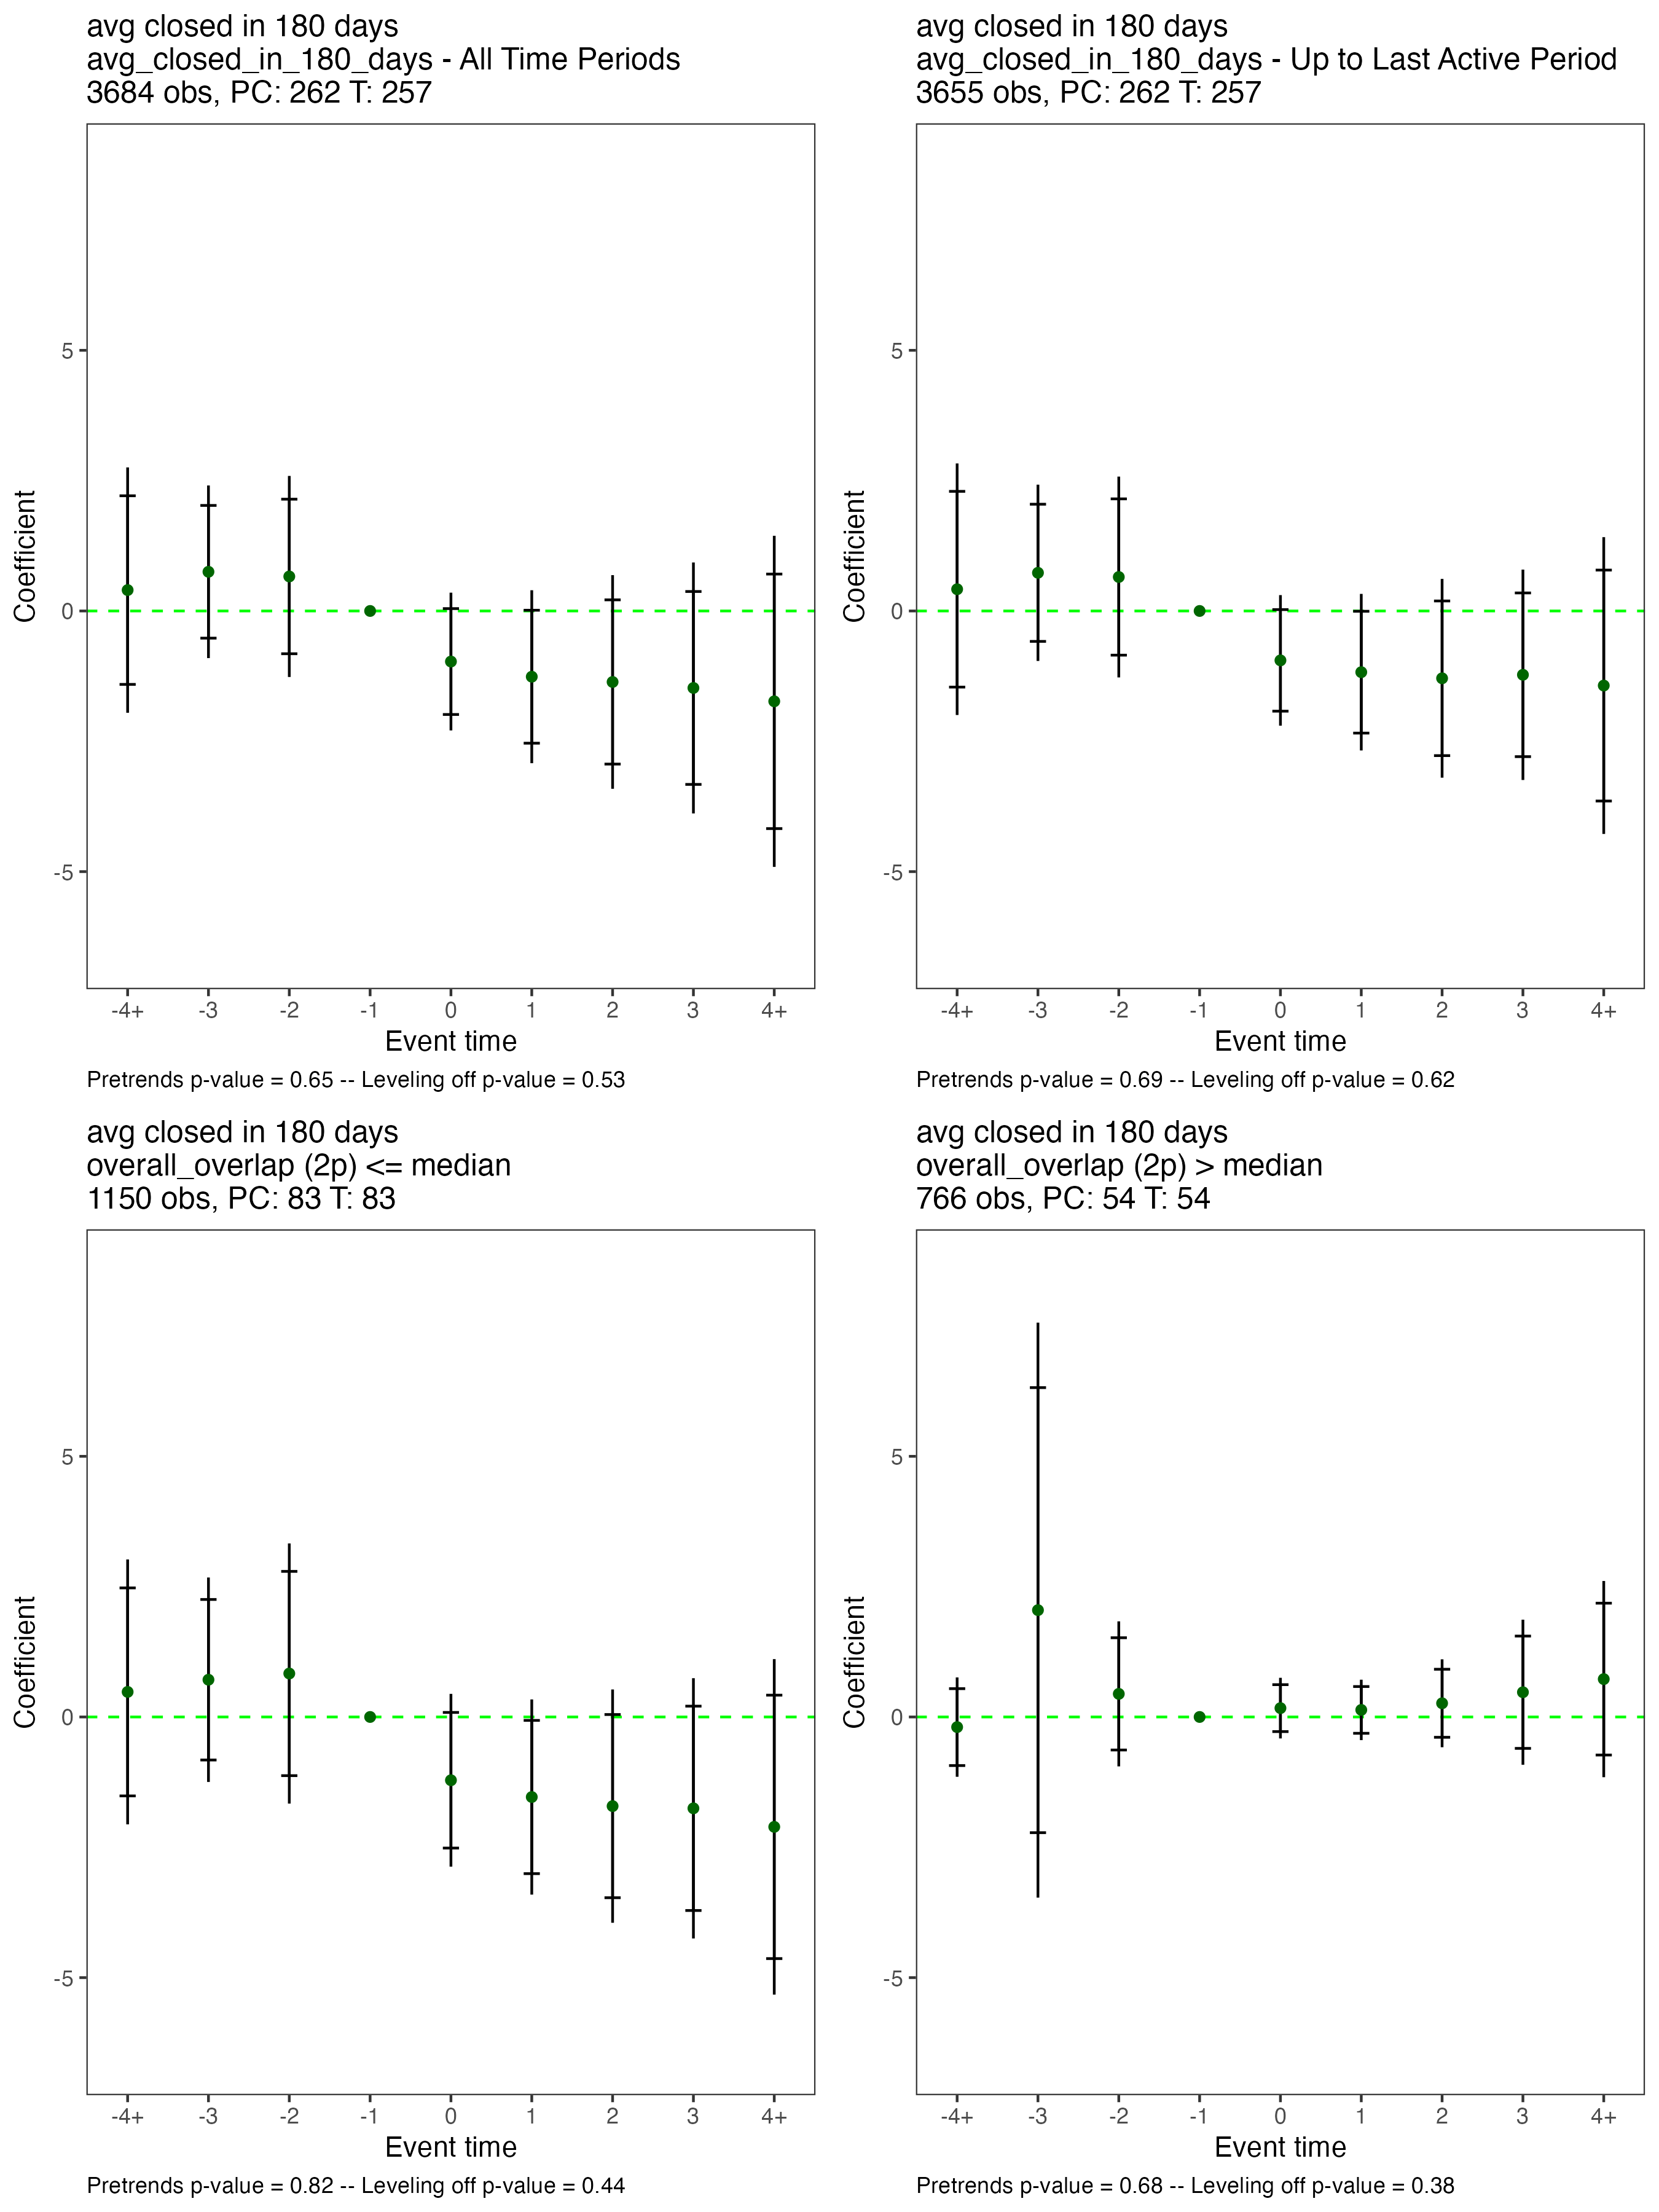 avg closed in 180 days
avg_closed_in_180_days - All Time Periods
3684 obs, PC: 262 T: 257
Coefficient
5
0
-5
-4+ -3 -2 -1 0 1 2 3 4+
Event time
Pretrends p-value = 0.65 -- Leveling off p-value = 0.53
avg closed in 180 days
avg_closed_in_180_days - Up to Last Active Period
3655 obs, PC: 262 T: 257
Coefficient
5
0
-5
-4+ -3 -2 -1 0 1 2 3 4+
Event time
Pretrends p-value = 0.69 -- Leveling off p-value = 0.62
avg closed in 180 days
overall_overlap (2p) <= median
1150 obs, PC: 83 T: 83
Coefficient
5
0
-5
-4+ -3 -2 -1 0 1 2 3 4+
Event time
Pretrends p-value = 0.82 -- Leveling off p-value = 0.44
avg closed in 180 days
overall_overlap (2p) > median
766 obs, PC: 54 T: 54
Coefficient
5
0
-5
-4+ -3 -2 -1 0 1 2 3 4+
Event time
Pretrends p-value = 0.68 -- Leveling off p-value = 0.38